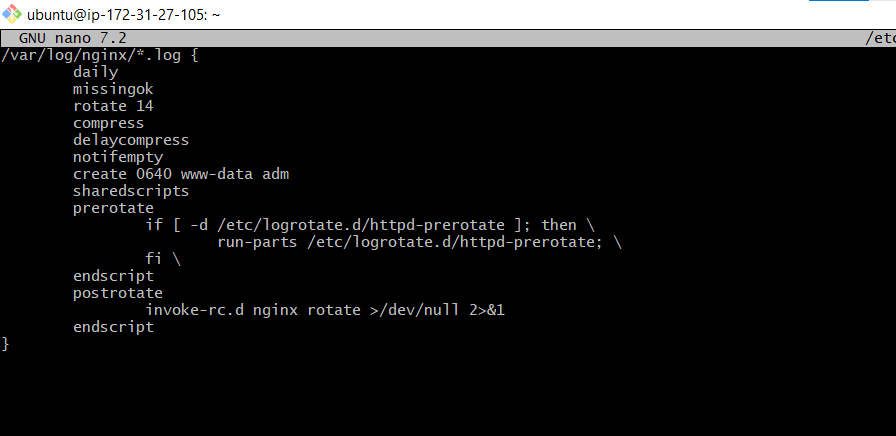 ubuntu@ip-172-31-27-105: ~
GNU nano 7.2 /etc
/var/log/nginx/*.log {
        daily
        missingok
        rotate 14
        compress
        delaycompress
        notifempty
        create 0640 www-data adm
        sharedscripts
        prerotate
                if [ -d /etc/logrotate.d/httpd-prerotate ]; then \
                        run-parts /etc/logrotate.d/httpd-prerotate; \
                fi \
        endscript
        postrotate
                invoke-rc.d nginx rotate >/dev/null 2>&1
        endscript
}